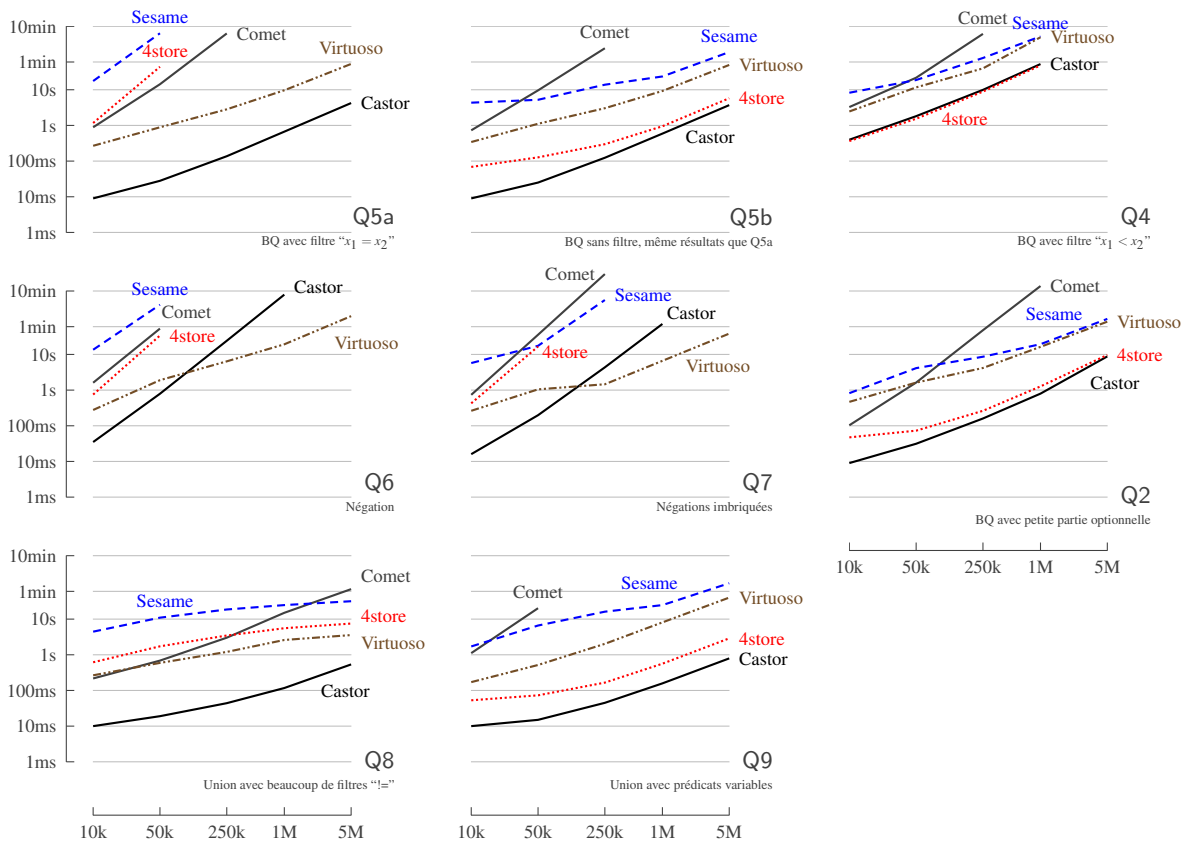 10min
1min
10s
1s
100ms
10ms
1ms
Sesame
Comet
4store
Virtuoso
Castor
Q5a
BQ avec filtre “x1 = x2”
Comet
Sesame
Virtuoso
4store
Castor
Q5b
BQ sans filtre, même résultats que Q5a
Comet
Sesame
Virtuoso
Castor
4store
Q4
BQ avec filtre “x1 < x2”
10min
1min
10s
1s
100ms
10ms
1ms
Sesame
Castor
Comet
4store
Virtuoso
Q6
Négation
Comet
Sesame
Castor
4store
Virtuoso
Q7
Négations imbriquées
Comet
Sesame
Virtuoso
4store
Castor
Q2
BQ avec petite partie optionnelle
10k 50k 250k 1M 5M
10min
1min
10s
1s
100ms
10ms
1ms
Comet
Sesame
4store
Virtuoso
Castor
Q8
Union avec beaucoup de filtres “!=”
10k 50k 250k 1M 5M
Sesame
Comet
Virtuoso
4store
Castor
Q9
Union avec prédicats variables
10k 50k 250k 1M 5M